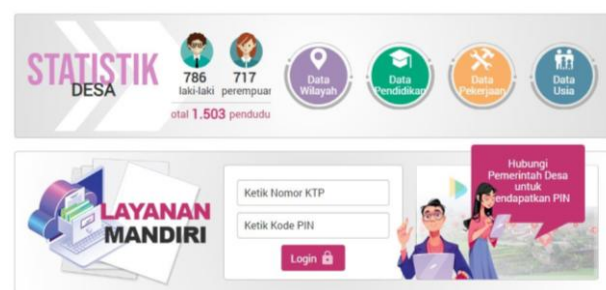 STATISTIK
DESA
786
laki-laki
717
perempuan
otal 1.503 pendudu
Data
Wilayah
Data
Pendidikan
Data
Pekerjaan
Data
Usia
LAYANAN
MANDIRI
Ketik Nomor KTP
Ketik Kode PIN
Login
Hubungi
Pemerintah Desa
untuk
endapatkan PIN